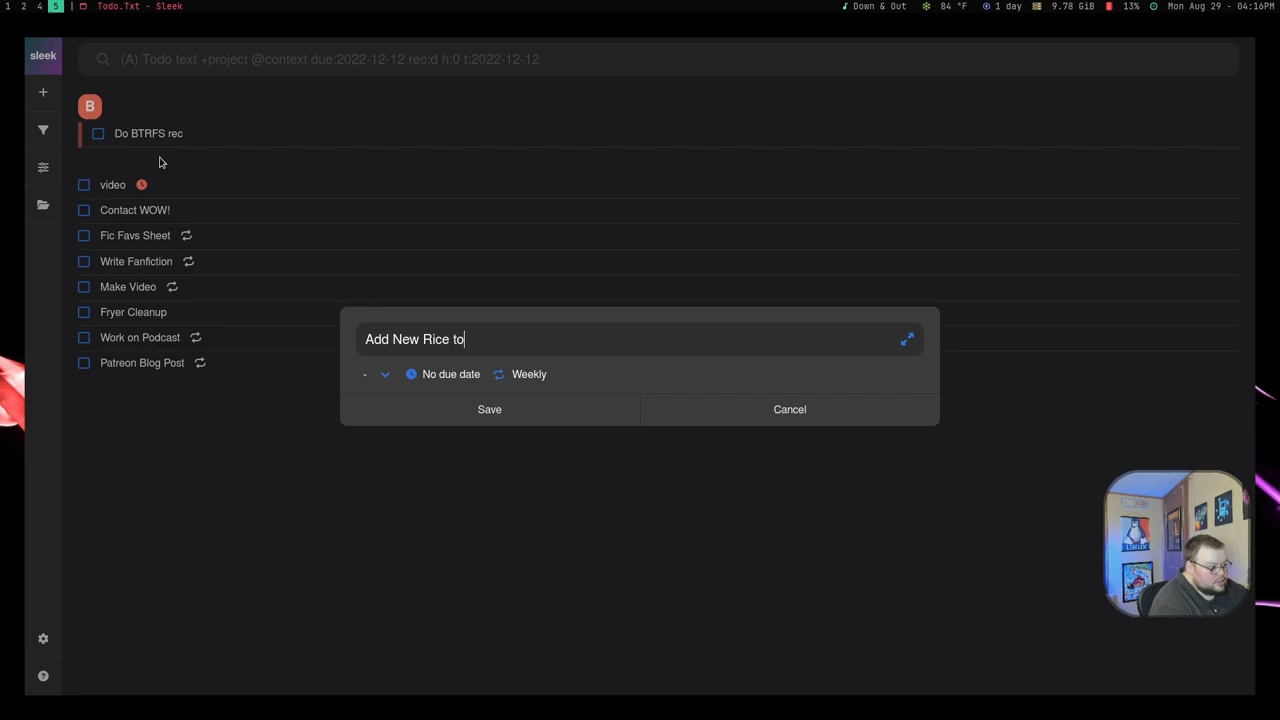 1 2 4 5 | Todo.Txt - Sleek Down & Out 84 °F 1 day 9.78 GiB 13% Mon Aug 29 - 04:16PM
sleek
(A) Todo text +project @context due:2022-12-12 rec:d h:0 t:2022-12-12
B
Do BTRFS rec
video
Contact WOW!
Fic Favs Sheet
Write Fanfiction
Make Video
Fryer Cleanup
Work on Podcast
Patreon Blog Post
Add New Rice to
- No due date Weekly
Save Cancel
LINUX